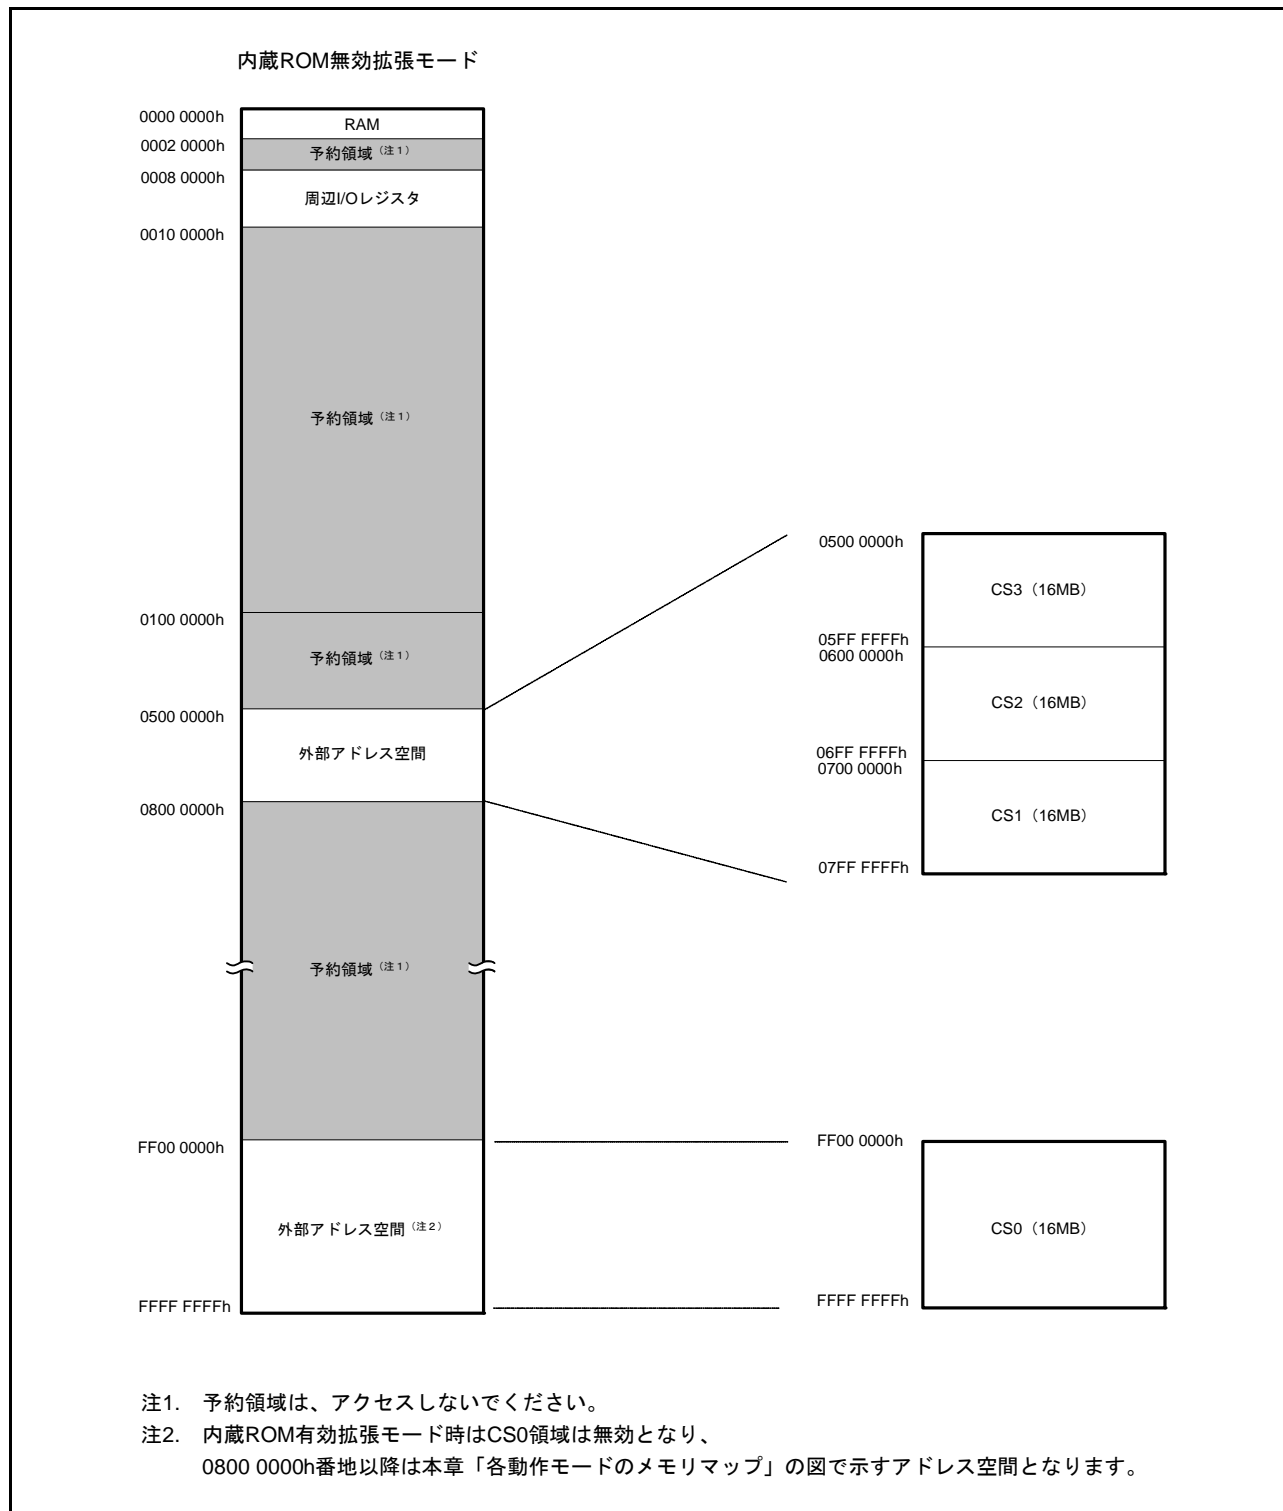 内蔵ROM無効拡張モード
0000 0000h
RAM
0002 0000h
予約領域（注1）
0008 0000h
周辺I/Oレジスタ
0010 0000h
予約領域（注1）
0100 0000h
予約領域（注1）
0500 0000h
外部アドレス空間
0800 0000h
予約領域（注1）
FF00 0000h
外部アドレス空間（注2）
FFFF FFFFh
0500 0000h
CS3（16MB）
05FF FFFFh
0600 0000h
CS2（16MB）
06FF FFFFh
0700 0000h
CS1（16MB）
07FF FFFFh
FF00 0000h
CS0（16MB）
FFFF FFFFh
注1. 予約領域は、アクセスしないでください。
注2. 内蔵ROM有効拡張モード時はCS0領域は無効となり、
0800 0000h番地以降は本章「各動作モードのメモリマップ」の図で示すアドレス空間となります。